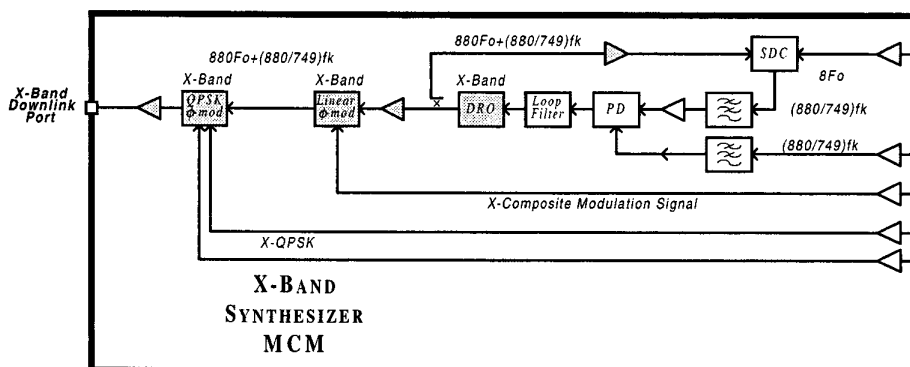 880Fo+(880/749)fk
SDC
880Fo+(880/749)fk
8Fo
X-Band
X-Band
X-Band
X-Band
Downlink
Port
QPSK
Φ-mod
Linear
Φ-mod
DRO
Loop
Filter
PD
(880/749)fk
(880/749)fk
X-Composite Modulation Signal
X-QPSK
X-BAND
SYNTHESIZER
MCM